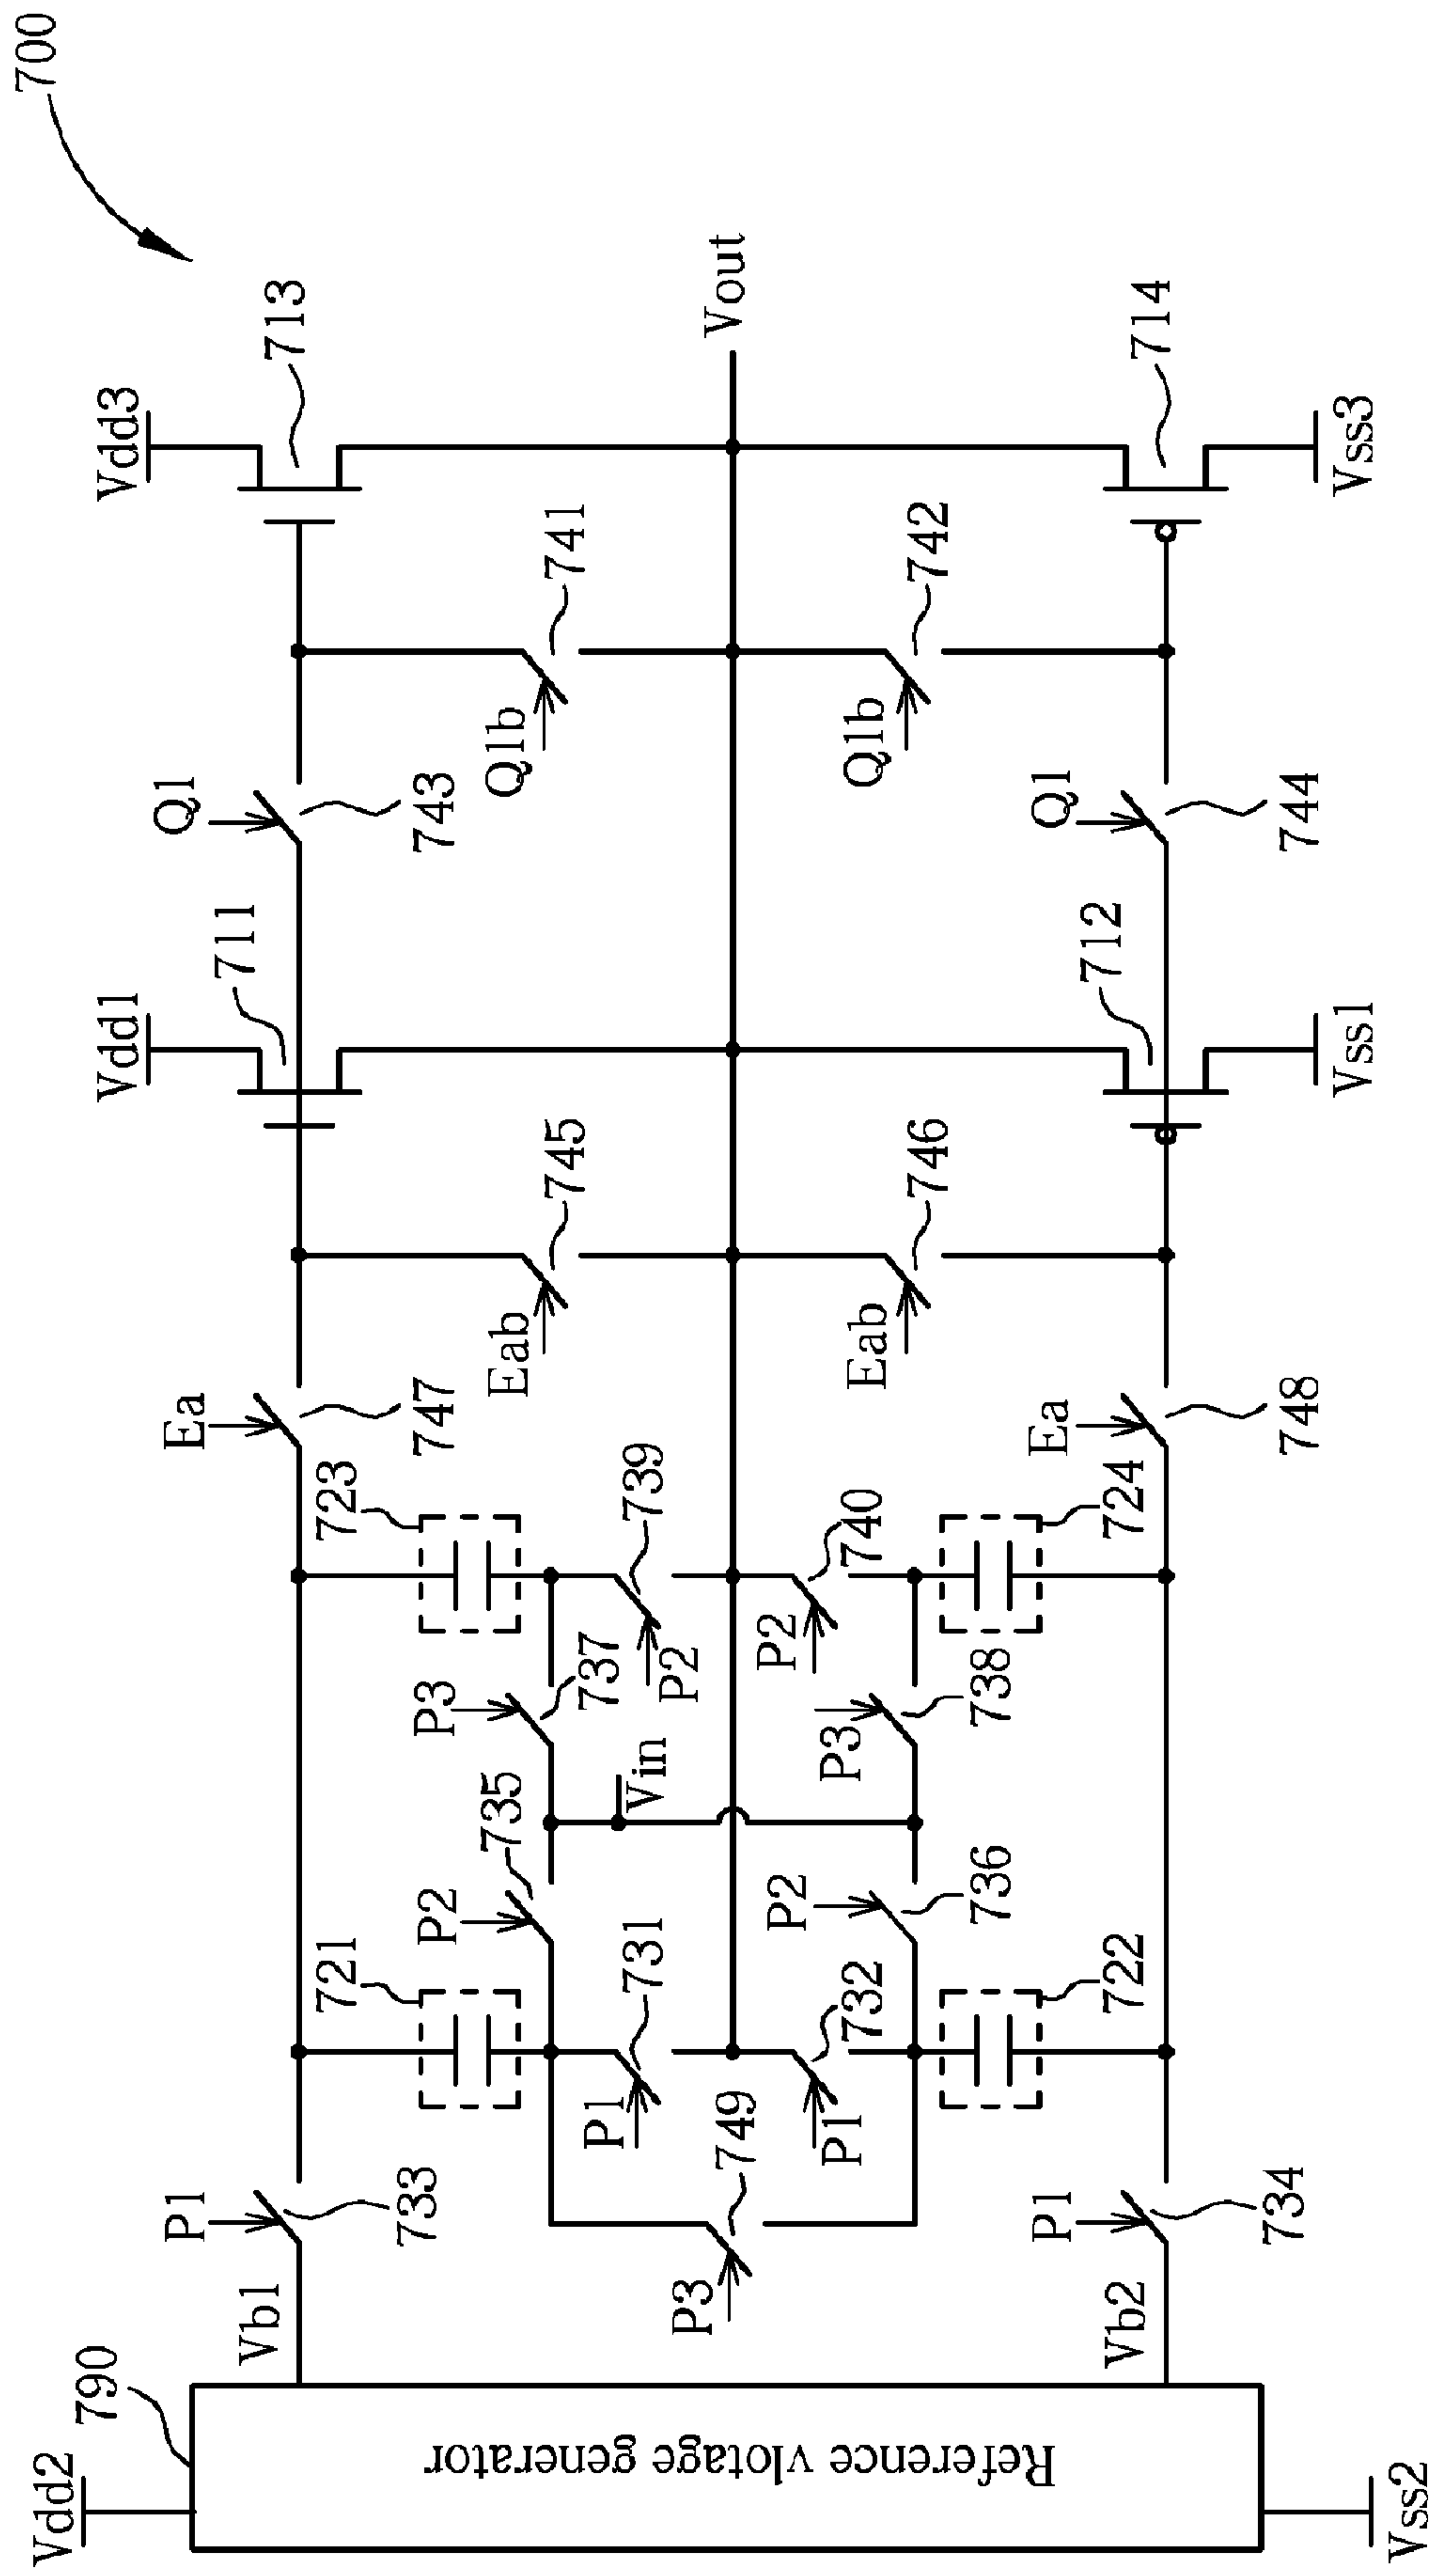 700
Vdd2
790
Reference vlotage generator
Vss2
Vb1
Vb2
P1
733
P1
734
P3
749
721
P1
731
P1
732
722
P2
735
P2
736
Vin
P3
737
P3
738
723
P2
739
P2
740
724
Ea
747
Ea
748
Eab
745
Eab
746
Vdd1
711
712
Vss1
Q1
743
Q1
744
Q1b
741
Q1b
742
Vdd3
713
714
Vss3
Vout